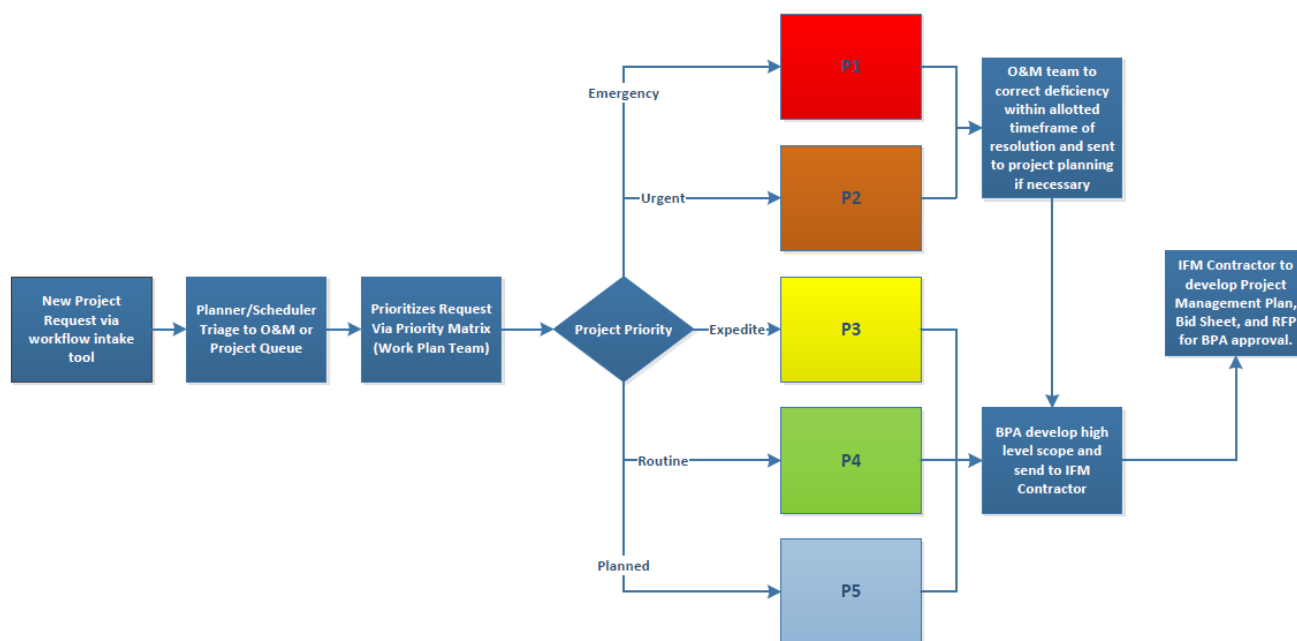 New Project
Request via
workflow intake
tool
Planner/Scheduler
Triage to O&M or
Project Queue
Prioritizes Request
Via Priority Matrix
(Work Plan Team)
Project Priority
Emergency
Urgent
Expedite
Routine
Planned
P1
P2
P3
P4
P5
O&M team to
correct deficiency
within allotted
timeframe of
resolution and sent
to project planning
if necessary
BPA develop high
level scope and
send to IFM
Contractor
IFM Contractor to
develop Project
Management Plan,
Bid Sheet, and RFP
for BPA approval.